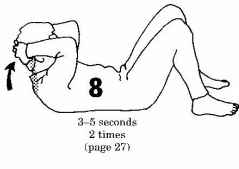 8
3–5 seconds
2 times
(page 27)